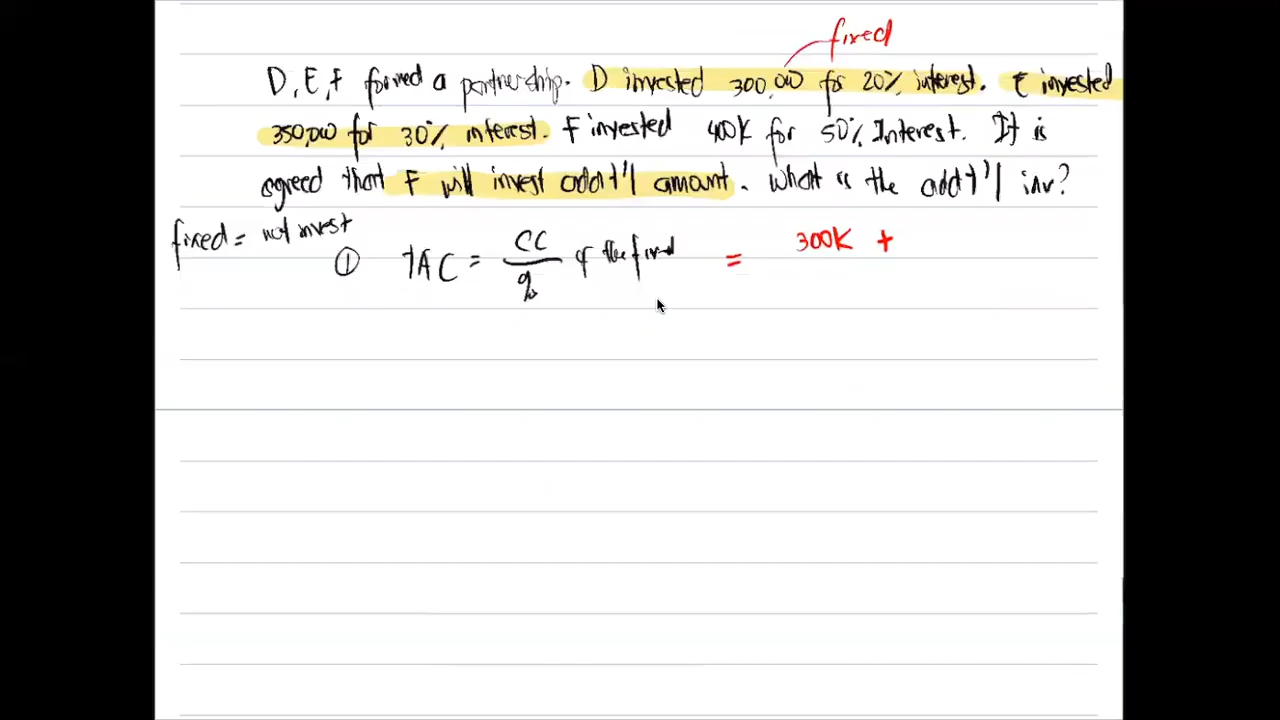 fixed
D, E, F formed a partnership. D invested 300,000 for 20% interest. E invested
350,000 for 30% interest. F invested 400K for 50% Interest. It is
agreed that F will invest addt'l amount. What is the addt'l inv?
fixed = not invest
① TAC = CC / % of the fixed = 300K +